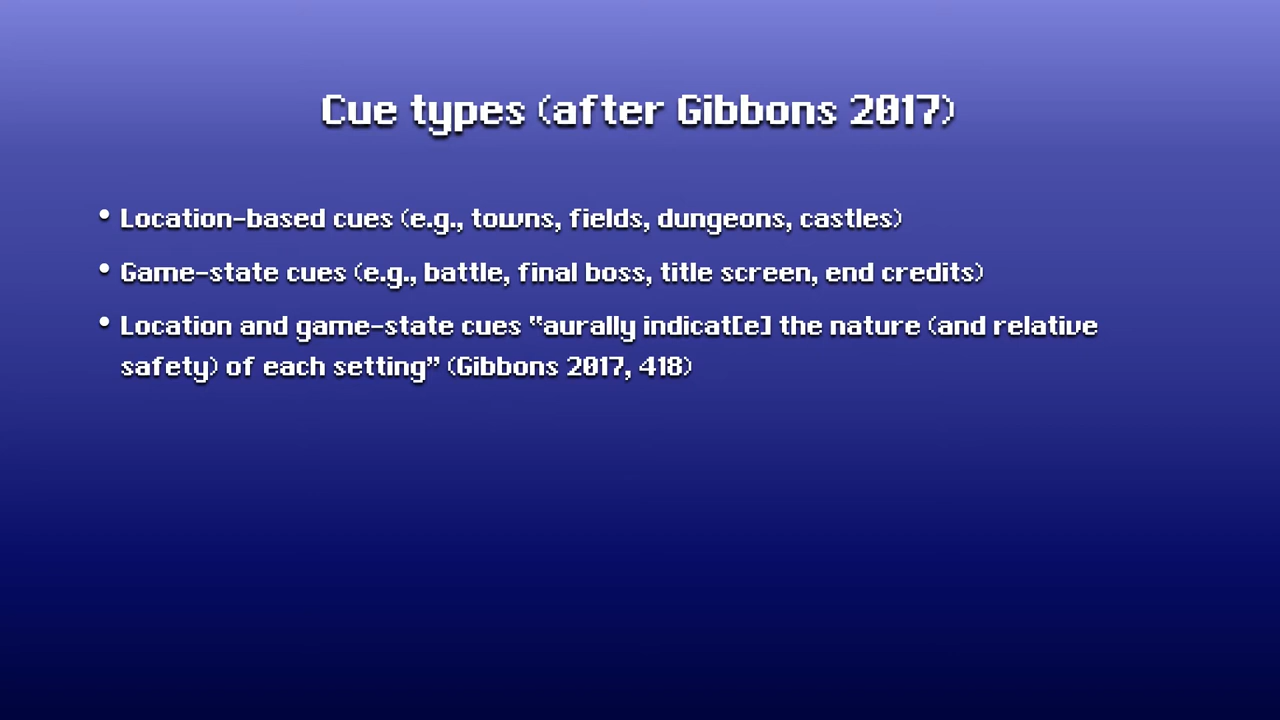 Cue types (after Gibbons 2017)
• Location-based cues (e.g., towns, fields, dungeons, castles)
• Game-state cues (e.g., battle, final boss, title screen, end credits)
• Location and game-state cues “aurally indicat[e] the nature (and relative
safety) of each setting” (Gibbons 2017, 418)